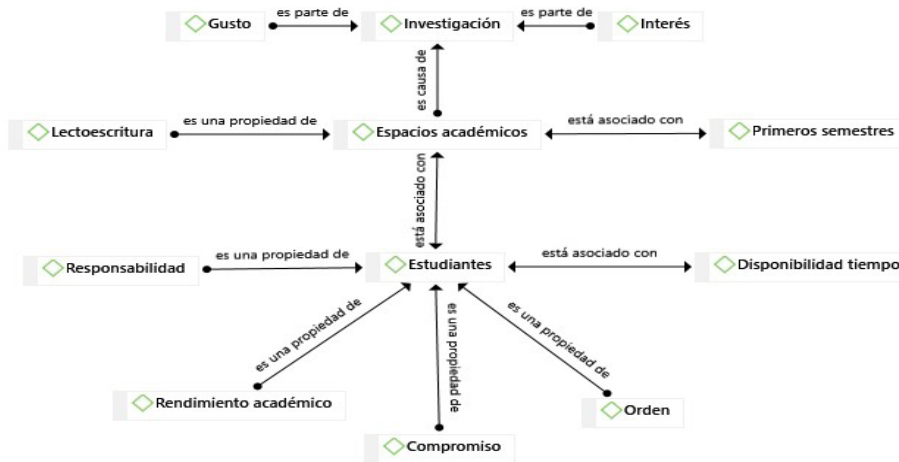 es parte de
es parte de
Gusto
Investigación
Interés
es causa de
Lectoescritura
es una propiedad de
Espacios académicos
está asociado con
Primeros semestres
está asociado con
Responsabilidad
es una propiedad de
Estudiantes
está asociado con
Disponibilidad tiempo
es una propiedad de
es una propiedad de
es una propiedad de
Rendimiento académico
Orden
Compromiso